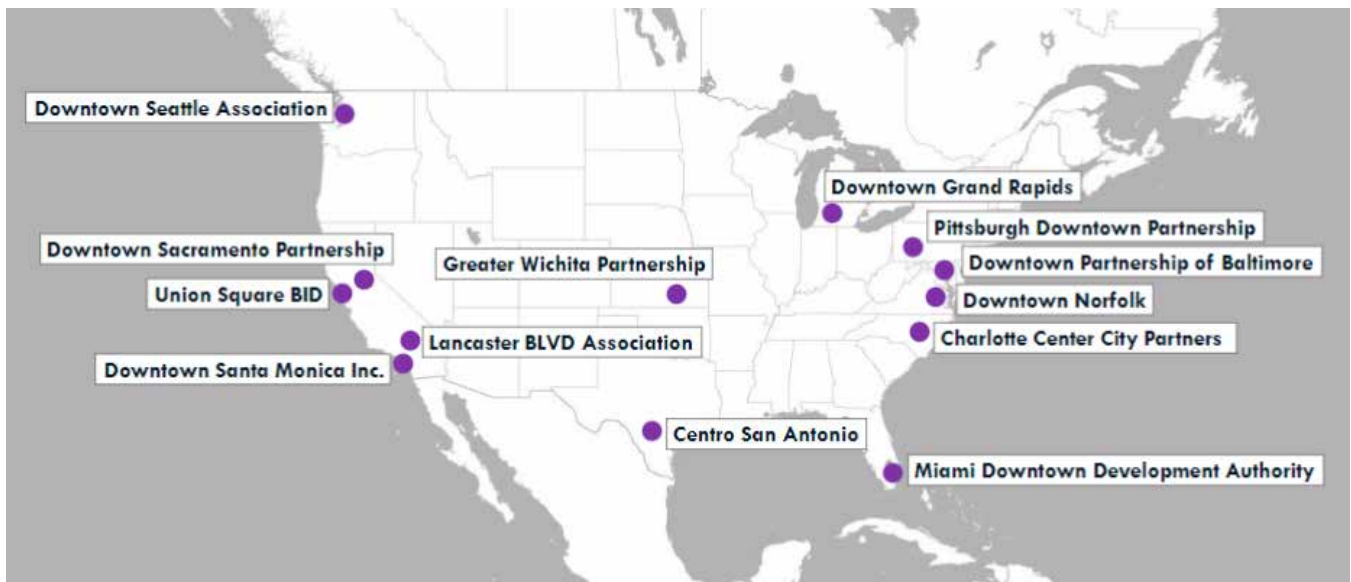 Downtown Seattle Association
Downtown Grand Rapids
Pittsburgh Downtown Partnership
Downtown Sacramento Partnership
Greater Wichita Partnership
Downtown Partnership of Baltimore
Union Square BID
Downtown Norfolk
Charlotte Center City Partners
Lancaster BLVD Association
Downtown Santa Monica Inc.
Centro San Antonio
Miami Downtown Development Authority